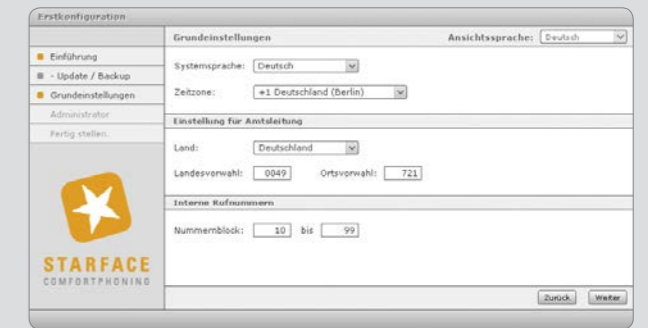 Erstkonfiguration
Grundeinstellungen Ansichtssprache: Deutsch
Einführung
- Update / Backup
Grundeinstellungen
Administrator
Fertig stellen.
Systemsprache: Deutsch
Zeitzone: +1 Deutschland (Berlin)
Einstellung für Amtsleitung
Land: Deutschland
Landesvorwahl: 0049 Ortsvorwahl: 721
Interne Rufnummern
Nummernblock: 10 bis 99
STARFACE
COMFORTPHONING
Zurück Weiter